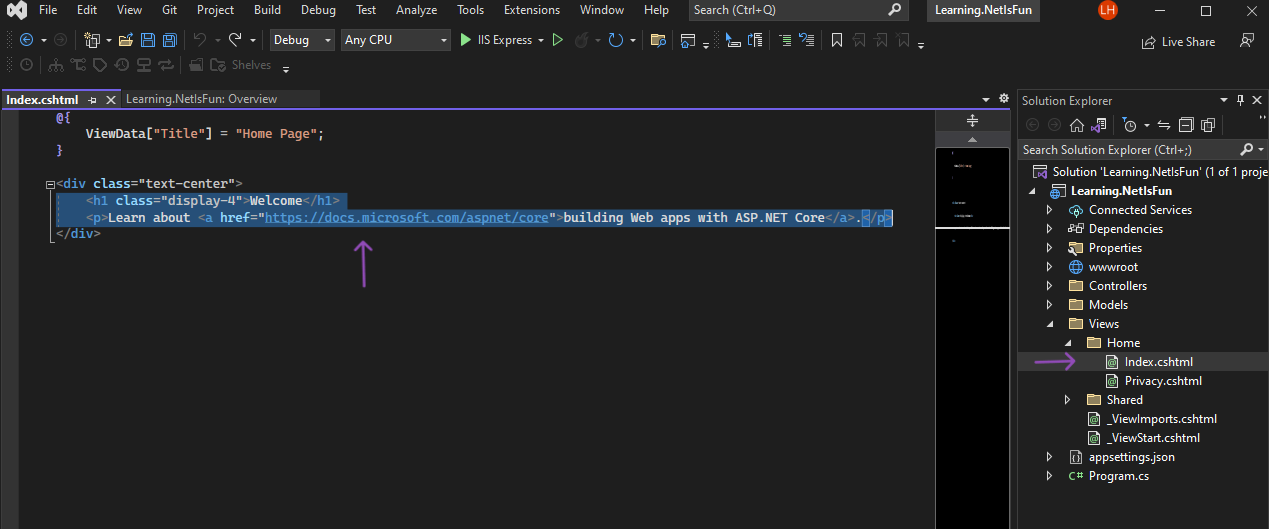 File Edit View Git Project Build Debug Test Analyze Tools Extensions Window Help Search (Ctrl+Q) Learning.NetIsFun LH
Debug Any CPU IIS Express Live Share
Shelves
Index.cshtml Learning.NetIsFun: Overview
Solution Explorer
@{
ViewData["Title"] = "Home Page";
}
<div class="text-center">
<h1 class="display-4">Welcome</h1>
<p>Learn about <a href="https://docs.microsoft.com/aspnet/core">building Web apps with ASP.NET Core</a>.</p>
</div>
Search Solution Explorer (Ctrl+;)
Solution 'Learning.NetIsFun' (1 of 1 proje
Learning.NetIsFun
Connected Services
Dependencies
Properties
wwwroot
Controllers
Models
Views
Home
Index.cshtml
Privacy.cshtml
Shared
_ViewImports.cshtml
_ViewStart.cshtml
appsettings.json
C# Program.cs